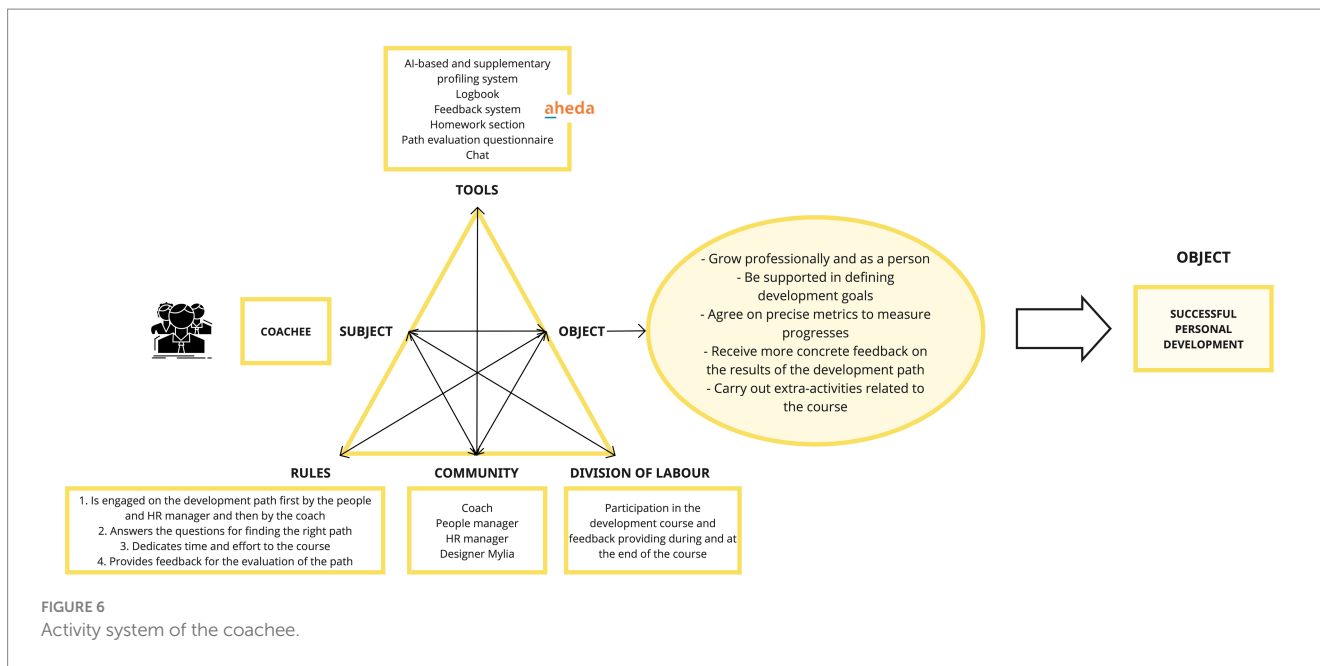 AI-based and supplementary
profiling system
Logbook
Feedback system
Homework section
Path evaluation questionnaire
Chat
aheda
TOOLS
COACHEE
SUBJECT
OBJECT
- Grow professionally and as a person
- Be supported in defining
development goals
- Agree on precise metrics to measure
progresses
- Receive more concrete feedback on
the results of the development path
- Carry out extra-activities related to
the course
OBJECT
SUCCESSFUL
PERSONAL
DEVELOPMENT
RULES
1. Is engaged on the development path first by the people
and HR manager and then by the coach
2. Answers the questions for finding the right path
3. Dedicates time and effort to the course
4. Provides feedback for the evaluation of the path
COMMUNITY
Coach
People manager
HR manager
Designer Mylia
DIVISION OF LABOUR
Participation in the
development course and
feedback providing during and at
the end of the course
FIGURE 6
Activity system of the coachee.